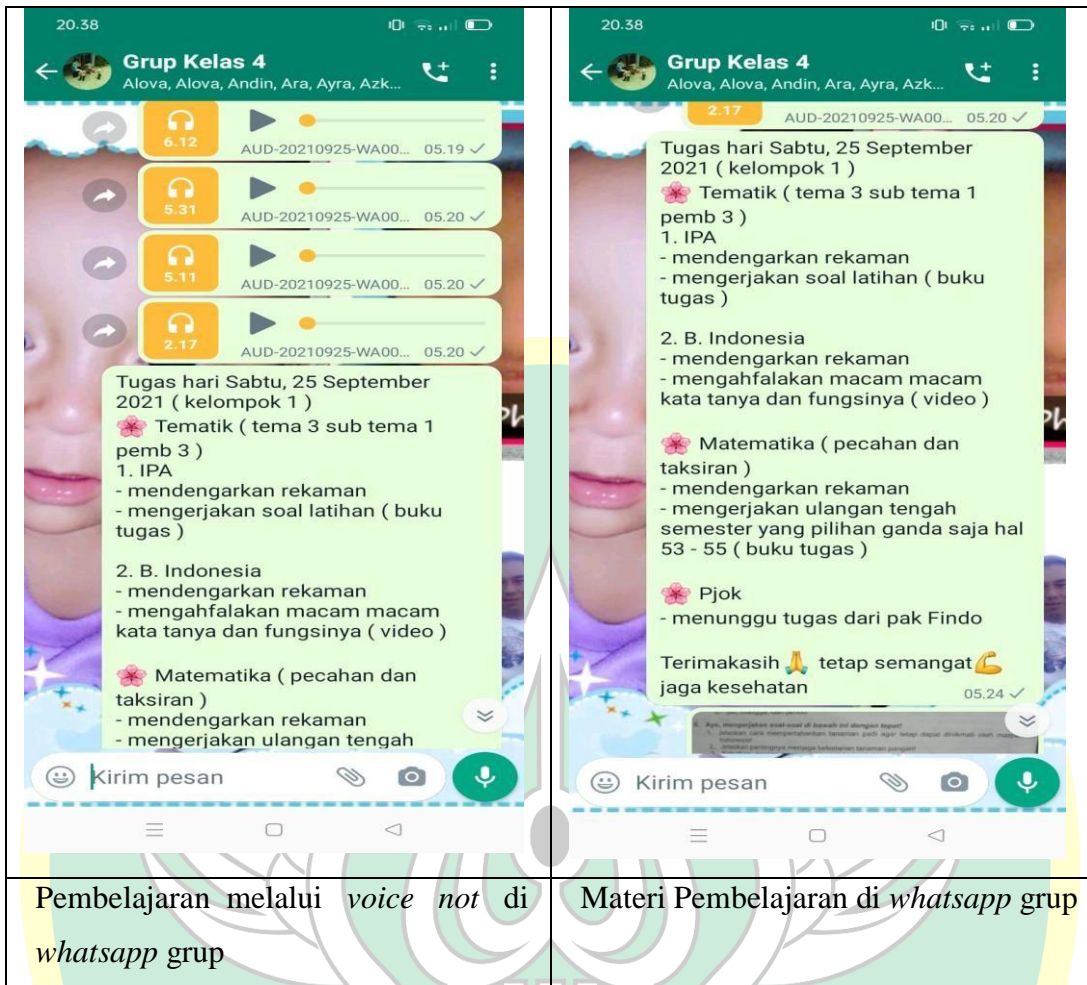 20.38
Grup Kelas 4
Alova, Alova, Andin, Ara, Ayra, Azk...
6.12
AUD-20210925-WA00... 05.19
5.31
AUD-20210925-WA00... 05.20
5.11
AUD-20210925-WA00... 05.20
2.17
AUD-20210925-WA00... 05.20
Tugas hari Sabtu, 25 September
2021 ( kelompok 1 )
🌸 Tematik ( tema 3 sub tema 1
pemb 3 )
1. IPA
- mendengarkan rekaman
- mengerjakan soal latihan ( buku
tugas )
2. B. Indonesia
- mendengarkan rekaman
- mengahfalakan macam macam
kata tanya dan fungsinya ( video )
🌸 Matematika ( pecahan dan
taksiran )
- mendengarkan rekaman
- mengerjakan ulangan tengah
Kirim pesan
Pembelajaran melalui voice not di
whatsapp grup
20.38
Grup Kelas 4
Alova, Alova, Andin, Ara, Ayra, Azk...
2.17
AUD-20210925-WA00... 05.20
Tugas hari Sabtu, 25 September
2021 ( kelompok 1 )
🌸 Tematik ( tema 3 sub tema 1
pemb 3 )
1. IPA
- mendengarkan rekaman
- mengerjakan soal latihan ( buku
tugas )
2. B. Indonesia
- mendengarkan rekaman
- mengahfalakan macam macam
kata tanya dan fungsinya ( video )
🌸 Matematika ( pecahan dan
taksiran )
- mendengarkan rekaman
- mengerjakan ulangan tengah
semester yang pilihan ganda saja hal
53 - 55 ( buku tugas )
🌸 Pjok
- menunggu tugas dari pak Findo
Terimakasih 🙏 tetap semangat💪
jaga kesehatan
05.24
Ayo, mengerjakan soal-soal di bawah ini dengan tepat!
Kirim pesan
Materi Pembelajaran di whatsapp grup